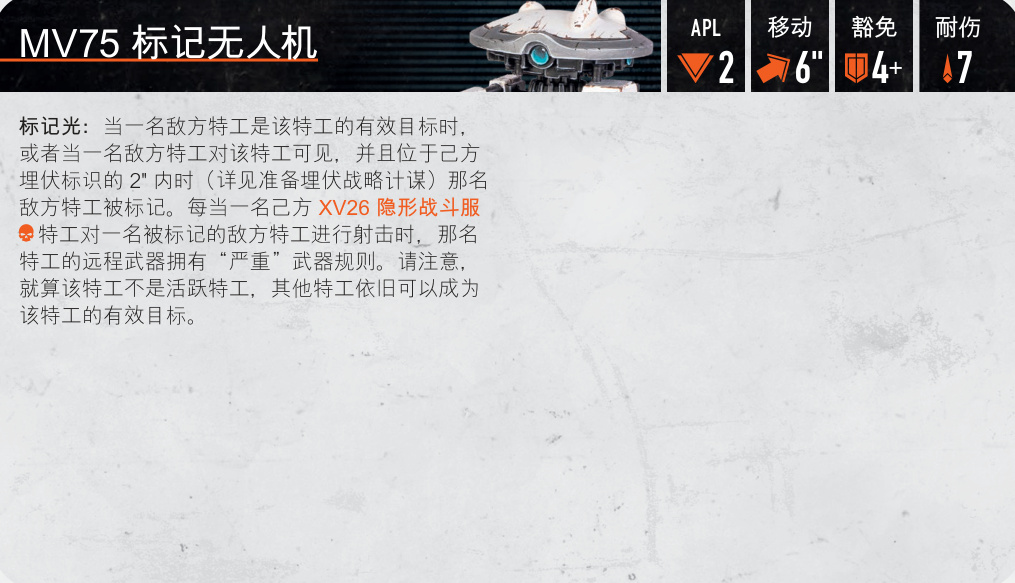 MV75 标记无人机
APL 移动 豁免 耐伤
2 6" 4+ 7
标记光：当一名敌方特工是该特工的有效目标时，
或者当一名敌方特工对该特工可见，并且位于己方
埋伏标识的 2" 内时（详见准备埋伏战略计谋）那名
敌方特工被标记。每当一名己方 XV26 隐形战斗服
特工对一名被标记的敌方特工进行射击时，那名
特工的远程武器拥有“严重”武器规则。请注意，
就算该特工不是活跃特工，其他特工依旧可以成为
该特工的有效目标。